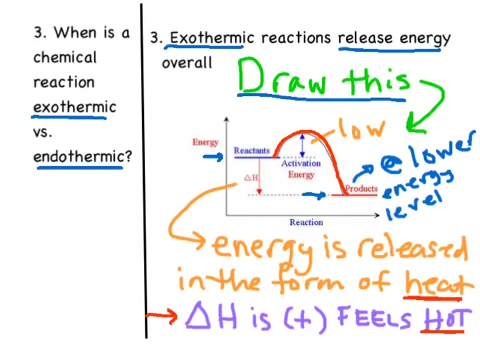 3. When is a
chemical
reaction
exothermic
vs.
endothermic?
3. Exothermic reactions release energy
overall
Draw this
low
Energy
Reactants
Activation
Energy
ΔH
@ lower
energy
level
Products
Reaction
energy is released
in the form of heat
ΔH is (+) FEELS HOT